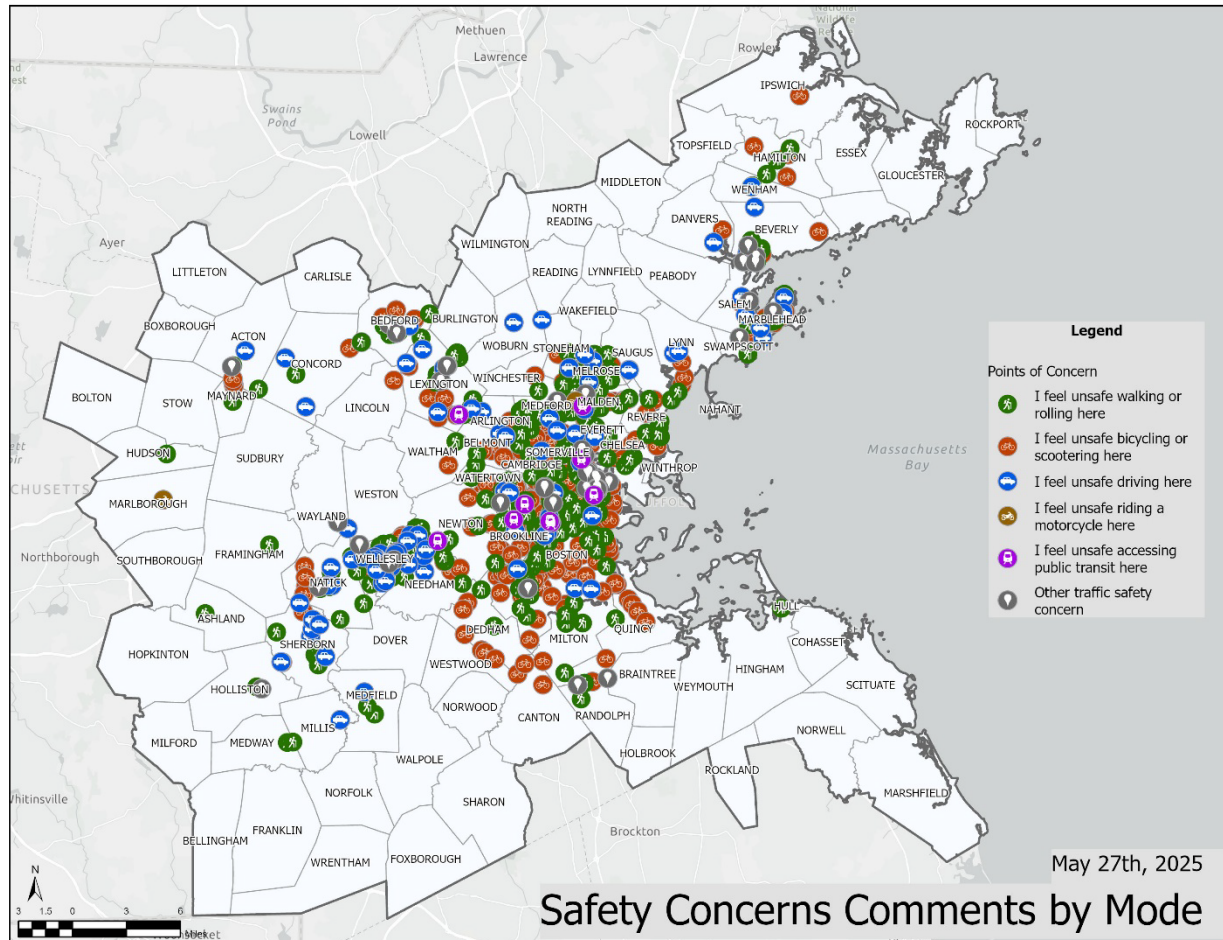 Methuen
Lawrence
Rowley
National
Wildlife
IPSWICH
ROCKPORT
Swains
Pond
Lowell
TOPSFIELD
HAMILTON
ESSEX
GLOUCESTER
MIDDLETON
WENHAM
NORTH
READING
DANVERS
BEVERLY
Ayer
WILMINGTON
LITTLETON
CARLISLE
READING
LYNNFIELD
PEABODY
BOXBOROUGH
BEDFORD
BURLINGTON
WAKEFIELD
SALEM
MARBLEHEAD
ACTON
CONCORD
WOBURN
STONEHAM
SAUGUS
LYNN
SWAMPSCOTT
MELROSE
LEXINGTON
WINCHESTER
BOLTON
STOW
MAYNARD
LINCOLN
MEDFORD
MALDEN
REVERE
NAHANT
ARLINGTON
EVERETT
BELMONT
CHELSEA
HUDSON
SUDBURY
WALTHAM
SOMERVILLE
CAMBRIDGE
WINTHROP
WATERTOWN
Massachusetts
Bay
CHUSETTS
MARLBOROUGH
WESTON
WAYLAND
NEWTON
BROOKLINE
Northborough
SOUTHBOROUGH
FRAMINGHAM
WELLESLEY
BOSTON
NATICK
NEEDHAM
ASHLAND
DOVER
DEDHAM
MILTON
QUINCY
HULL
HOPKINTON
SHERBORN
WESTWOOD
COHASSET
HINGHAM
BRAINTREE
WEYMOUTH
SCITUATE
HOLLISTON
MEDFIELD
NORWOOD
CANTON
RANDOLPH
MILLIS
MILFORD
MEDWAY
NORWELL
WALPOLE
HOLBROOK
ROCKLAND
MARSHFIELD
NORFOLK
SHARON
Whitinsville
BELLINGHAM
FRANKLIN
WRENTHAM
FOXBOROUGH
Brockton
Legend
Points of Concern
I feel unsafe walking or
rolling here
I feel unsafe bicycling or
scootering here
I feel unsafe driving here
I feel unsafe riding a
motorcycle here
I feel unsafe accessing
public transit here
Other traffic safety
concern
N
3 1.5 0 3 6
Miles
May 27th, 2025
Safety Concerns Comments by Mode